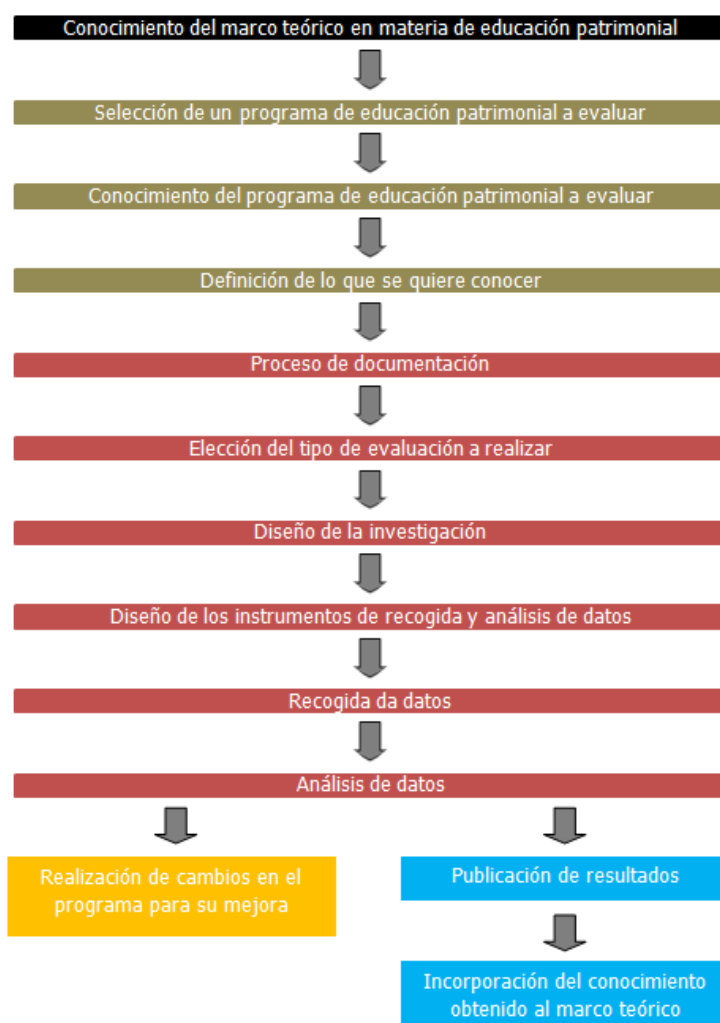 Conocimiento del marco teórico en materia de educación patrimonial
Selección de un programa de educación patrimonial a evaluar
Conocimiento del programa de educación patrimonial a evaluar
Definición de lo que se quiere conocer
Proceso de documentación
Elección del tipo de evaluación a realizar
Diseño de la investigación
Diseño de los instrumentos de recogida y análisis de datos
Recogida da datos
Análisis de datos
Realización de cambios en el
programa para su mejora
Publicación de resultados
Incorporación del conocimiento
obtenido al marco teórico